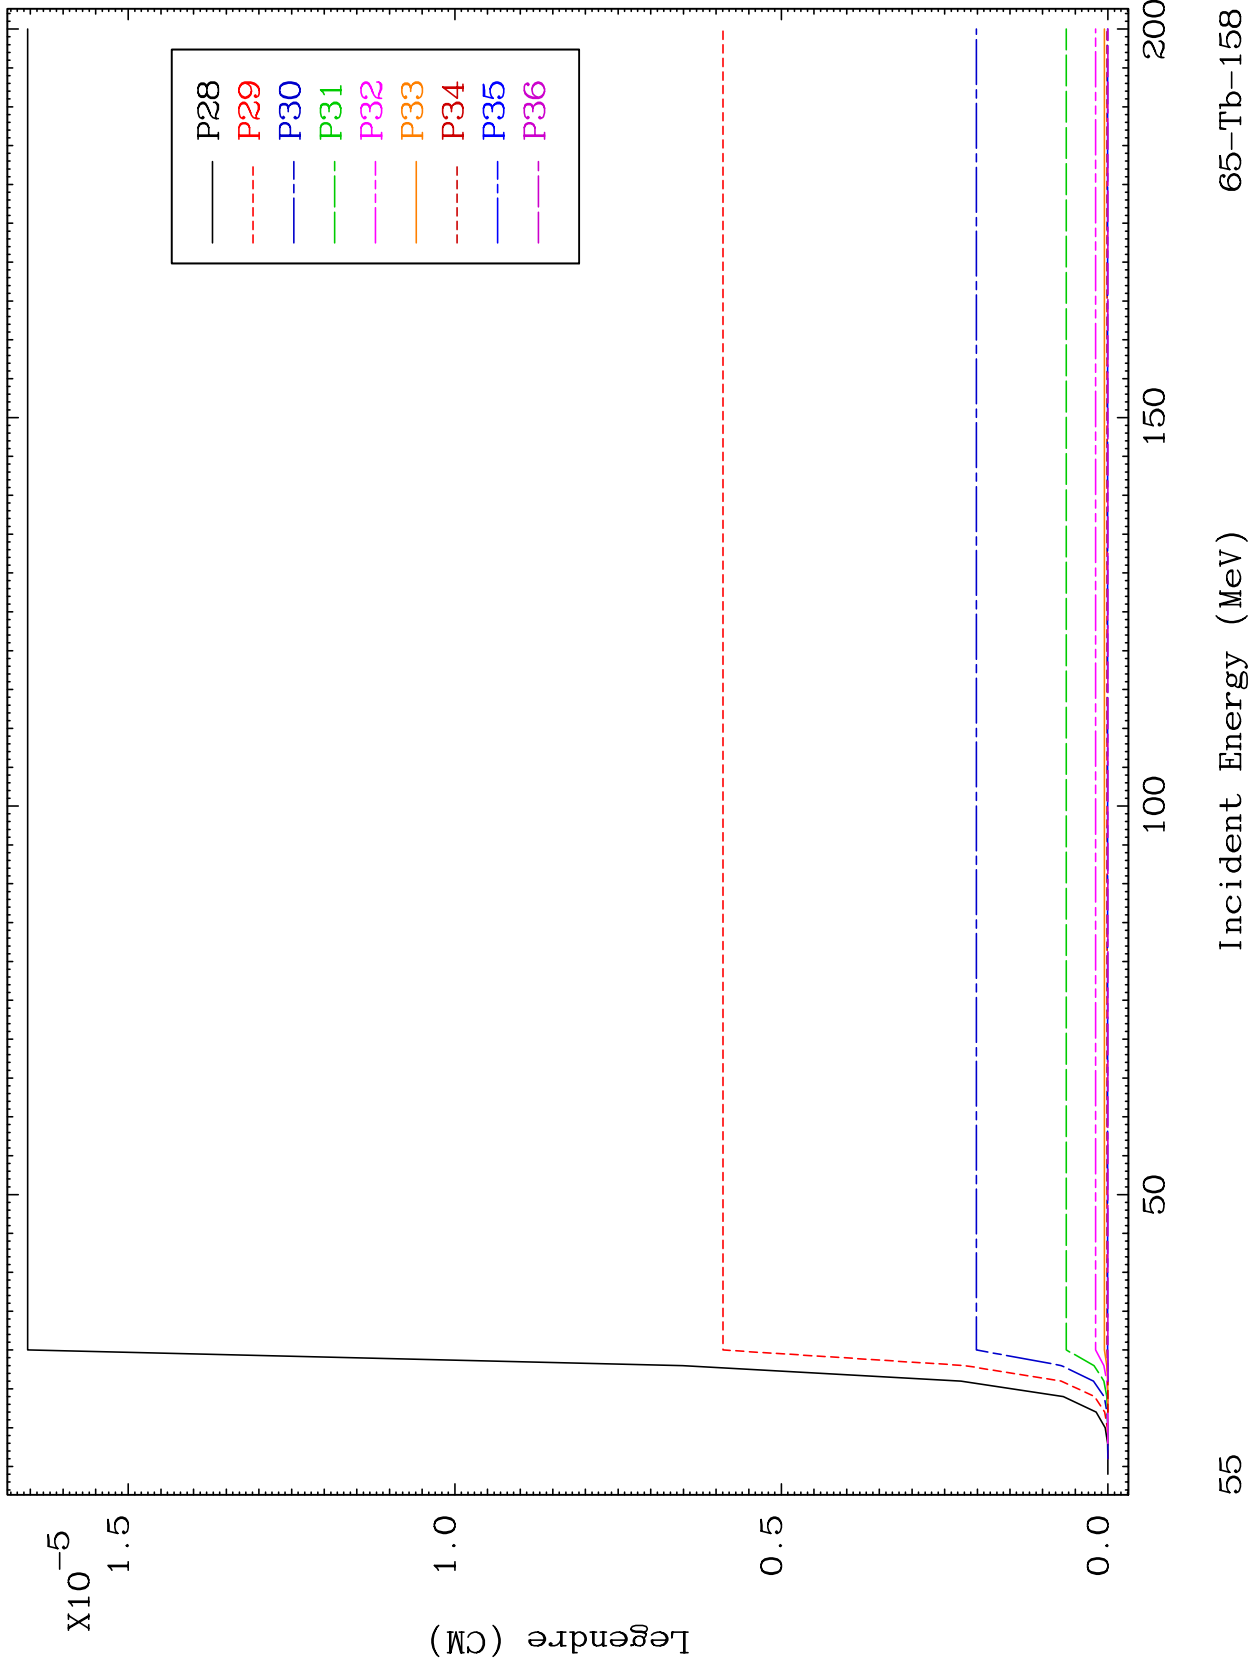 X10-5
1.5
1.0
0.5
0.0
Legendre (CM)
P28
P29
P30
P31
P32
P33
P34
P35
P36
50
100
150
200
Incident Energy (MeV)
55
65-Tb-158